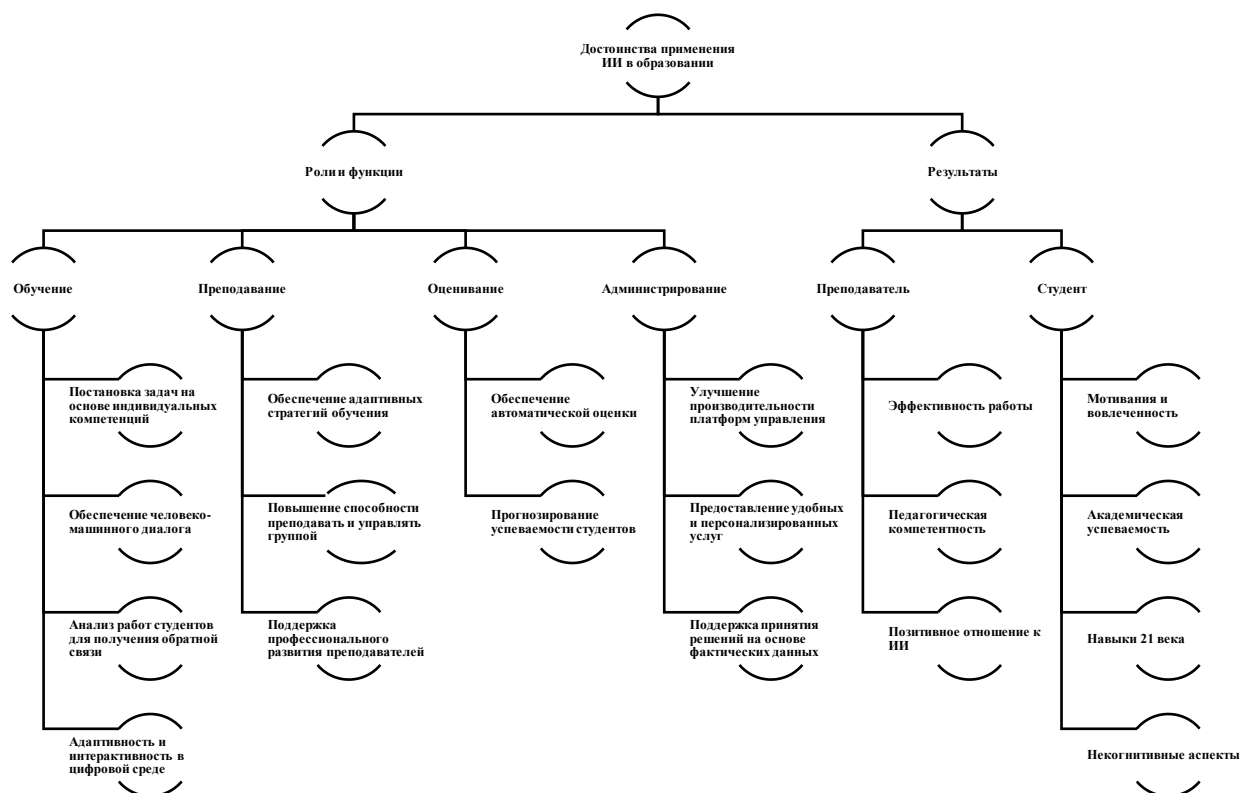 Достоинства применения
ИИ в образовании
Роли и функции
Результаты
Обучение
Преподавание
Оценивание
Администрирование
Преподаватель
Студент
Постановка задач на
основе индивидуальных
компетенций
Обеспечение человеко-
машинного диалога
Анализ работ студентов
для получения обратной
связи
Адаптивность и
интерактивность в
цифровой среде
Обеспечение адаптивных
стратегий обучения
Повышение способности
преподавать и управлять
группой
Поддержка
профессионального
развития преподавателей
Обеспечение
автоматической оценки
Прогнозирование
успеваемости студентов
Улучшение
производительности
платформ управления
Предоставление удобных
и персонализированных
услуг
Поддержка принятия
решений на основе
фактических данных
Эффективность работы
Педагогическая
компетентность
Позитивное отношение к
ИИ
Мотивания и
вовлеченность
Академическая
успеваемость
Навыки 21 века
Некогнитивные аспекты